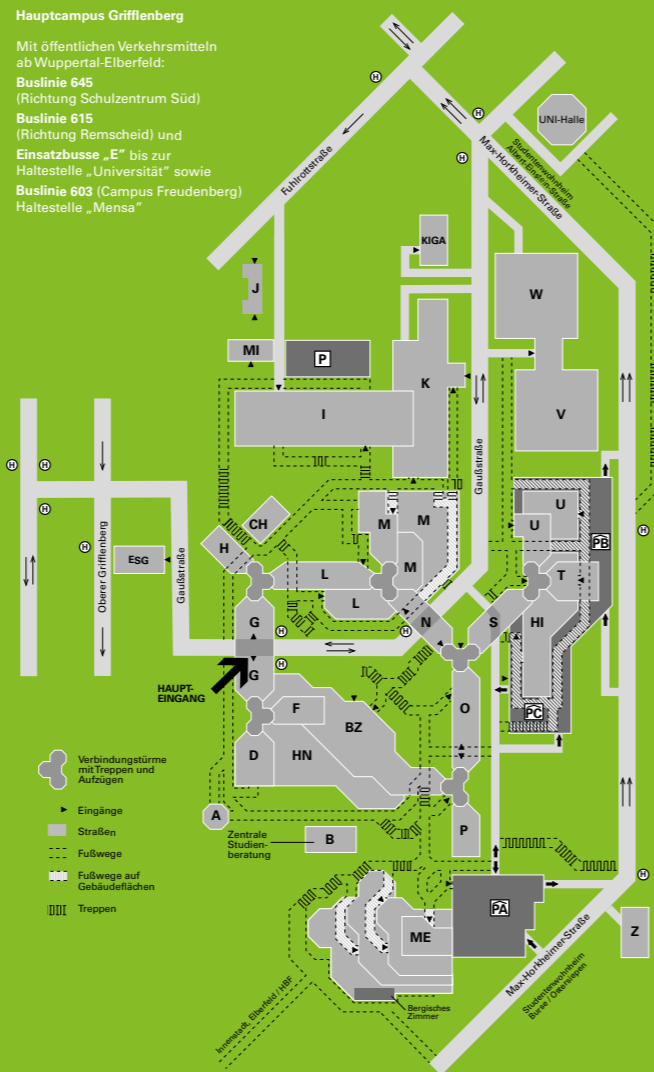 Hauptcampus Grifflenberg
Mit öffentlichen Verkehrsmitteln
ab Wuppertal-Elberfeld:
Buslinie 645
(Richtung Schulzentrum Süd)
Buslinie 615
(Richtung Remscheid) und
Einsatzbusse „E” bis zur
Haltestelle „Universität” sowie
Buslinie 603 (Campus Freudenberg)
Haltestelle „Mensa”
H
H
H
UNI-Halle
Fuhlrottstraße
Max-Horkheimer-Straße
Studentenwohnheim
Albert-Einstein-Straße
KIGA
J
W
MI
P
K
I
V
H
H
H
Gaußstraße
CH
H
M
M
M
U
U
PB
H
H
ESG
Oberer Grifflenberg
Gaußstraße
L
L
T
G
H
H
N
S
HI
G
H
HAUPT-
EINGANG
F
BZ
O
PC
D
HN
Verbindungstürme
mit Treppen und
Aufzügen
Eingänge
Straßen
Fußwege
Fußwege auf
Gebäudeflächen
Treppen
A
Zentrale
Studien-
beratung
B
P
H
PA
ME
Z
Max-Horkheimer-Straße
Studentenwohnheim
Burse / Ostersiepen
Bergisches
Zimmer
Innenstadt, Elberfeld / HBF